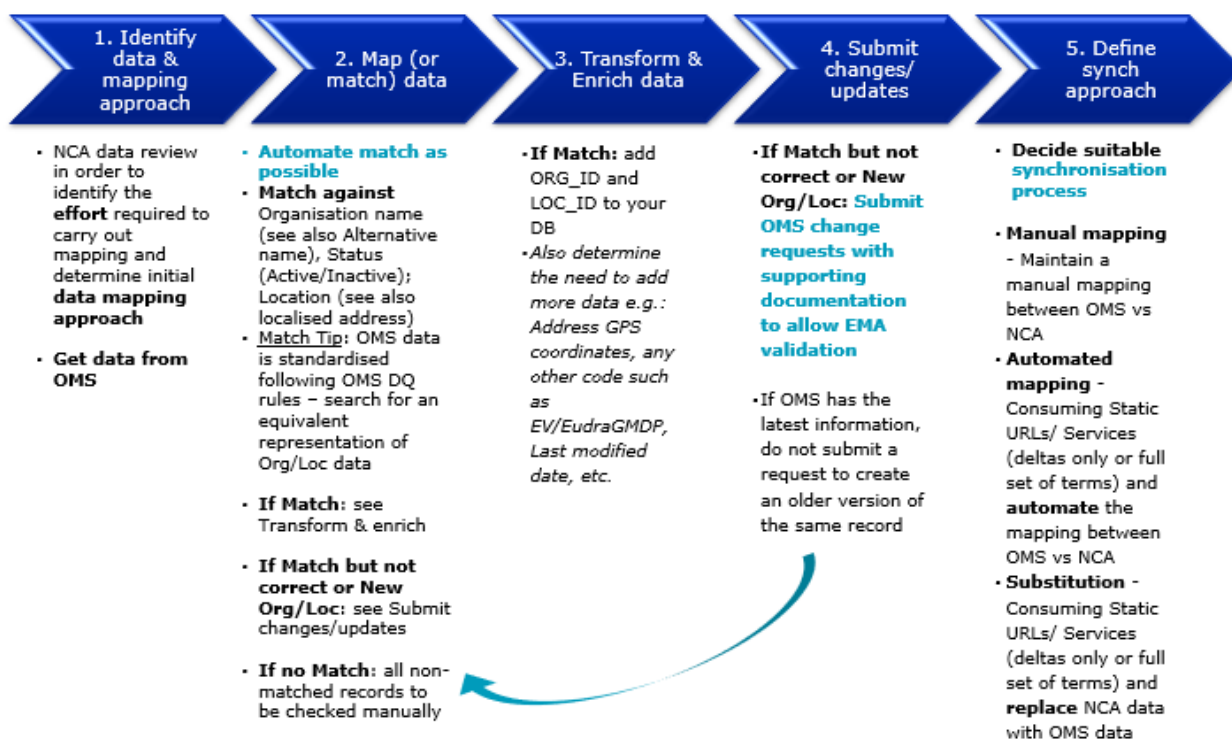 1. Identify
data &
mapping
approach
2. Map (or
match) data
3. Transform &
Enrich data
4. Submit
changes/
updates
5. Define
synch
approach
• NCA data review
in order to
identify the
effort required to
carry out
mapping and
determine initial
data mapping
approach
• Get data from
OMS
• Automate match as
possible
• Match against
Organisation name
(see also Alternative
name), Status
(Active/Inactive);
Location (see also
localised address)
• Match Tip: OMS data
is standardised
following OMS DQ
rules – search for an
equivalent
representation of
Org/Loc data
• If Match: see
Transform & enrich
• If Match but not
correct or New
Org/Loc: see Submit
changes/updates
• If no Match: all non-
matched records to
be checked manually
•If Match: add
ORG_ID and
LOC_ID to your
DB
•Also determine
the need to add
more data e.g.:
Address GPS
coordinates, any
other code such
as
EV/EudraGMDP,
Last modified
date, etc.
•If Match but not
correct or New
Org/Loc: Submit
OMS change
requests with
supporting
documentation
to allow EMA
validation
•If OMS has the
latest information,
do not submit a
request to create
an older version of
the same record
• Decide suitable
synchronisation
process
• Manual mapping
- Maintain a
manual mapping
between OMS vs
NCA
• Automated
mapping -
Consuming Static
URLs/ Services
(deltas only or full
set of terms) and
automate the
mapping between
OMS vs NCA
• Substitution -
Consuming Static
URLs/ Services
(deltas only or full
set of terms) and
replace NCA data
with OMS data